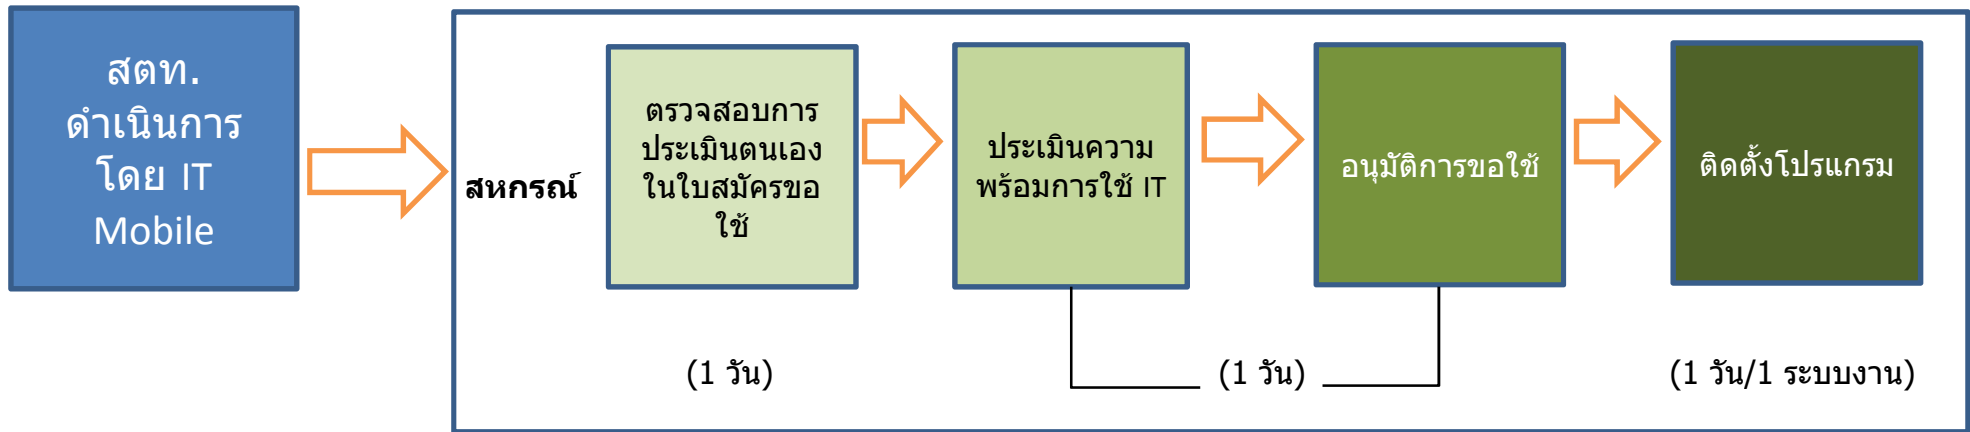 สตท.
ดำเนินการ
โดย IT
Mobile
สหกรณ์
ตรวจสอบการ
ประเมินตนเอง
ในใบสมัครขอ
ใช้
ประเมินความ
พร้อมการใช้ IT
อนุมัติการขอใช้
ติดตั้งโปรแกรม
(1 วัน)
(1 วัน)
(1 วัน/1 ระบบงาน)